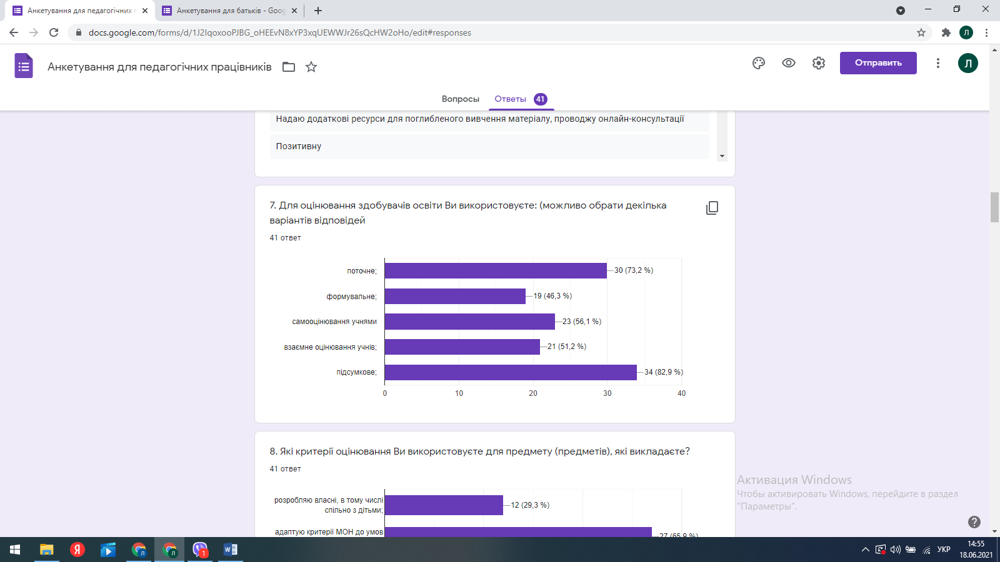 Анкетування для педагогічних п
Анкетування для батьків - Goog
docs.google.com/forms/d/1J2lqoxooPJBG_oHEEvN8xYP3xqUEWWJr26sQcHW2oHo/edit#responses
Л
Анкетування для педагогічних працівників
Отправить
Л
Вопросы
Ответы 41
Надаю додаткові ресурси для поглибленого вивчення матеріалу, проводжу онлайн-консультації
Позитивну
7. Для оцінювання здобувачів освіти Ви використовуєте: (можливо обрати декілька
варіантів відповідей
41 ответ
поточне; 30 (73,2 %)
формувальне; 19 (46,3 %)
самооцінювання учнями 23 (56,1 %)
взаємне оцінювання учнів; 21 (51,2 %)
підсумкове; 34 (82,9 %)
0 10 20 30 40
8. Які критерії оцінювання Ви використовуєте для предмету (предметів), які викладаєте?
41 ответ
розробляю власні, в тому числі
спільно з дітьми;
12 (29,3 %)
адаптую критерії МОН до умов
27 (65,9 %)
Активация Windows
Чтобы активировать Windows, перейдите в раздел
"Параметры".
Я
Л
Л
1
УКР
14:55
18.06.2021